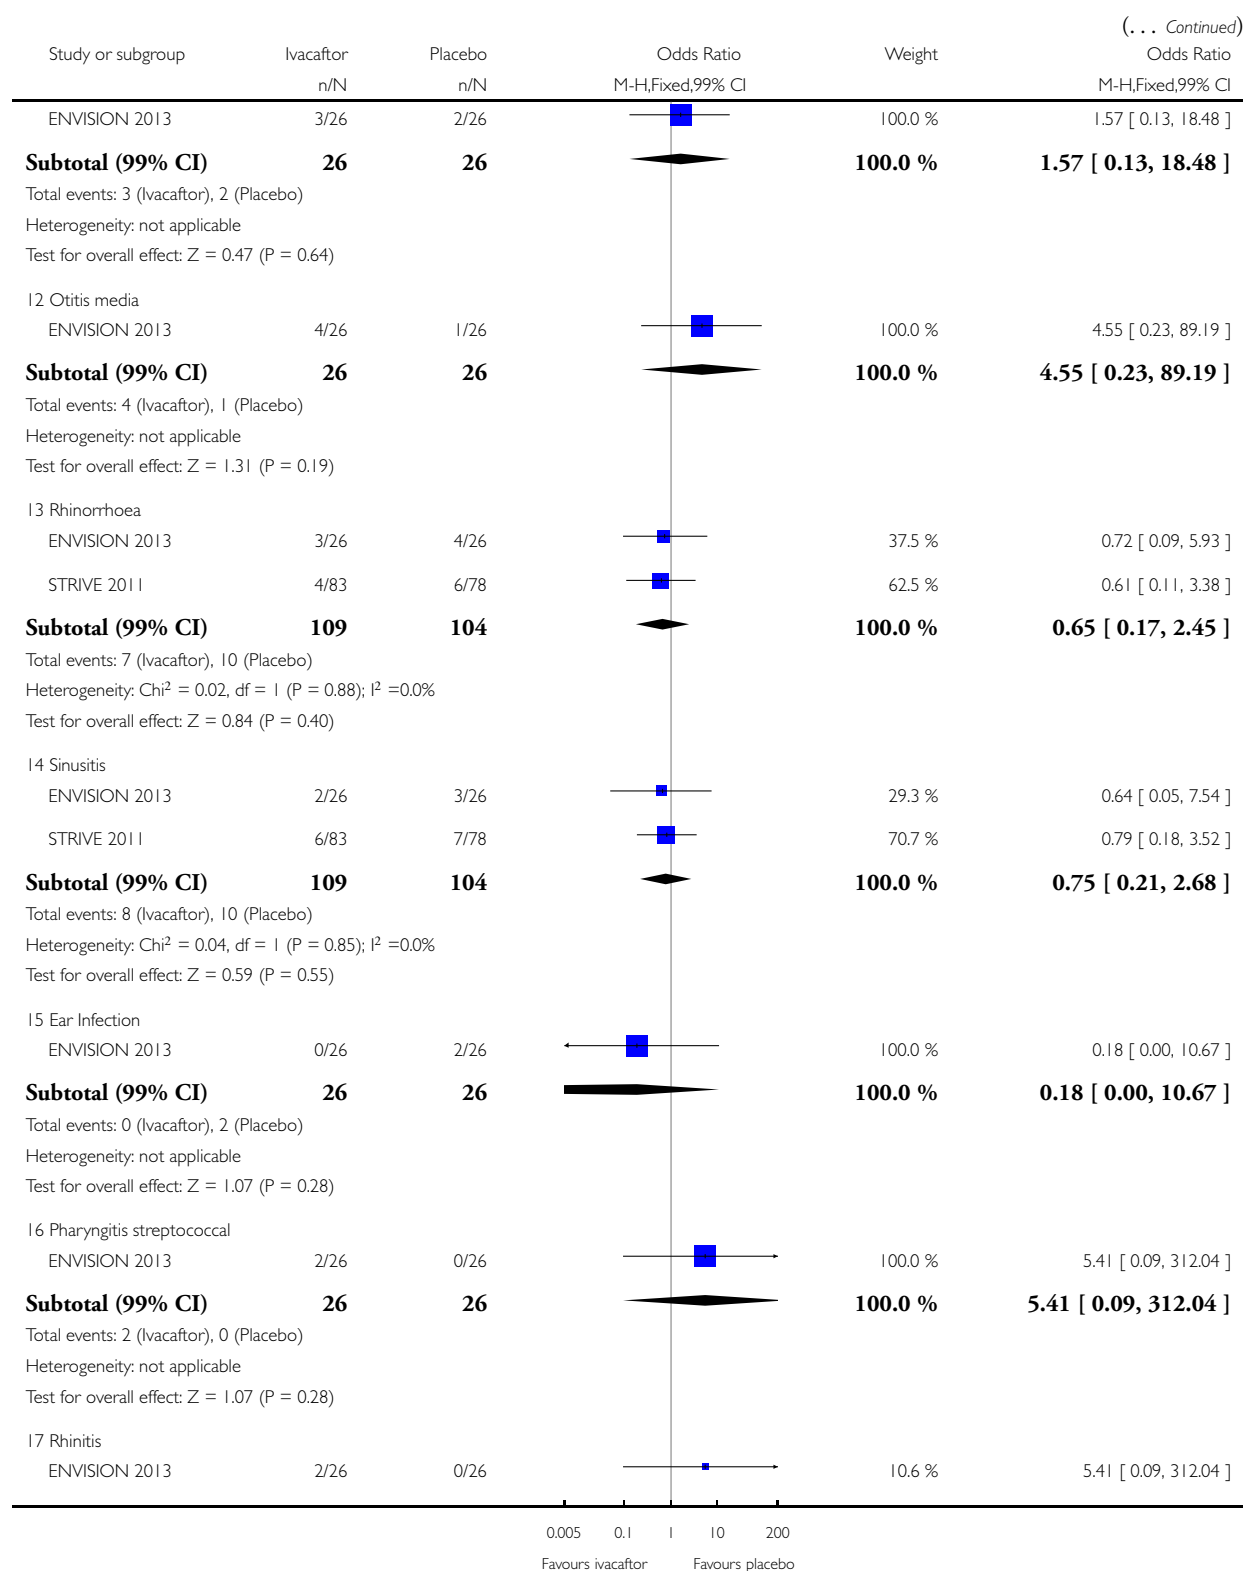 (... Continued)
Study or subgroup Ivacaftor Placebo Odds Ratio Weight Odds Ratio
n/N n/N M-H,Fixed,99% CI M-H,Fixed,99% CI
ENVISION 2013 3/26 2/26 100.0 % 1.57 [ 0.13, 18.48 ]
Subtotal (99% CI) 26 26 100.0 % 1.57 [ 0.13, 18.48 ]
Total events: 3 (Ivacaftor), 2 (Placebo)
Heterogeneity: not applicable
Test for overall effect: Z = 0.47 (P = 0.64)
12 Otitis media
ENVISION 2013 4/26 1/26 100.0 % 4.55 [ 0.23, 89.19 ]
Subtotal (99% CI) 26 26 100.0 % 4.55 [ 0.23, 89.19 ]
Total events: 4 (Ivacaftor), 1 (Placebo)
Heterogeneity: not applicable
Test for overall effect: Z = 1.31 (P = 0.19)
13 Rhinorrhoea
ENVISION 2013 3/26 4/26 37.5 % 0.72 [ 0.09, 5.93 ]
STRIVE 2011 4/83 6/78 62.5 % 0.61 [ 0.11, 3.38 ]
Subtotal (99% CI) 109 104 100.0 % 0.65 [ 0.17, 2.45 ]
Total events: 7 (Ivacaftor), 10 (Placebo)
Heterogeneity: Chi² = 0.02, df = 1 (P = 0.88); I² =0.0%
Test for overall effect: Z = 0.84 (P = 0.40)
14 Sinusitis
ENVISION 2013 2/26 3/26 29.3 % 0.64 [ 0.05, 7.54 ]
STRIVE 2011 6/83 7/78 70.7 % 0.79 [ 0.18, 3.52 ]
Subtotal (99% CI) 109 104 100.0 % 0.75 [ 0.21, 2.68 ]
Total events: 8 (Ivacaftor), 10 (Placebo)
Heterogeneity: Chi² = 0.04, df = 1 (P = 0.85); I² =0.0%
Test for overall effect: Z = 0.59 (P = 0.55)
15 Ear Infection
ENVISION 2013 0/26 2/26 100.0 % 0.18 [ 0.00, 10.67 ]
Subtotal (99% CI) 26 26 100.0 % 0.18 [ 0.00, 10.67 ]
Total events: 0 (Ivacaftor), 2 (Placebo)
Heterogeneity: not applicable
Test for overall effect: Z = 1.07 (P = 0.28)
16 Pharyngitis streptococcal
ENVISION 2013 2/26 0/26 100.0 % 5.41 [ 0.09, 312.04 ]
Subtotal (99% CI) 26 26 100.0 % 5.41 [ 0.09, 312.04 ]
Total events: 2 (Ivacaftor), 0 (Placebo)
Heterogeneity: not applicable
Test for overall effect: Z = 1.07 (P = 0.28)
17 Rhinitis
ENVISION 2013 2/26 0/26 10.6 % 5.41 [ 0.09, 312.04 ]
0.005 0.1 1 10 200
Favours ivacaftor Favours placebo